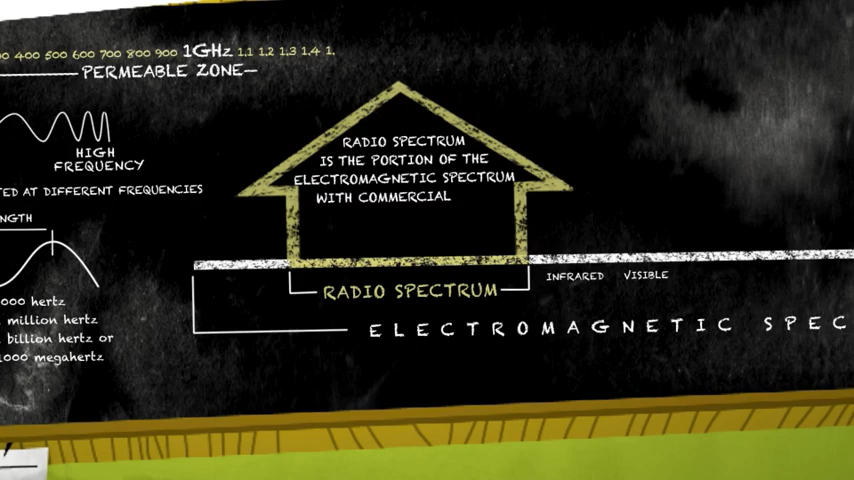 400 500 600 700 800 900 1GHz 1.1 1.2 1.3 1.4 1.
PERMEABLE ZONE
HIGH
FREQUENCY
TED AT DIFFERENT FREQUENCIES
NGTH
000 hertz
million hertz
billion hertz or
1000 megahertz
RADIO SPECTRUM
IS THE PORTION OF THE
ELECTROMAGNETIC SPECTRUM
WITH COMMERCIAL
RADIO SPECTRUM
INFRARED VISIBLE
ELECTROMAGNETIC SPEC